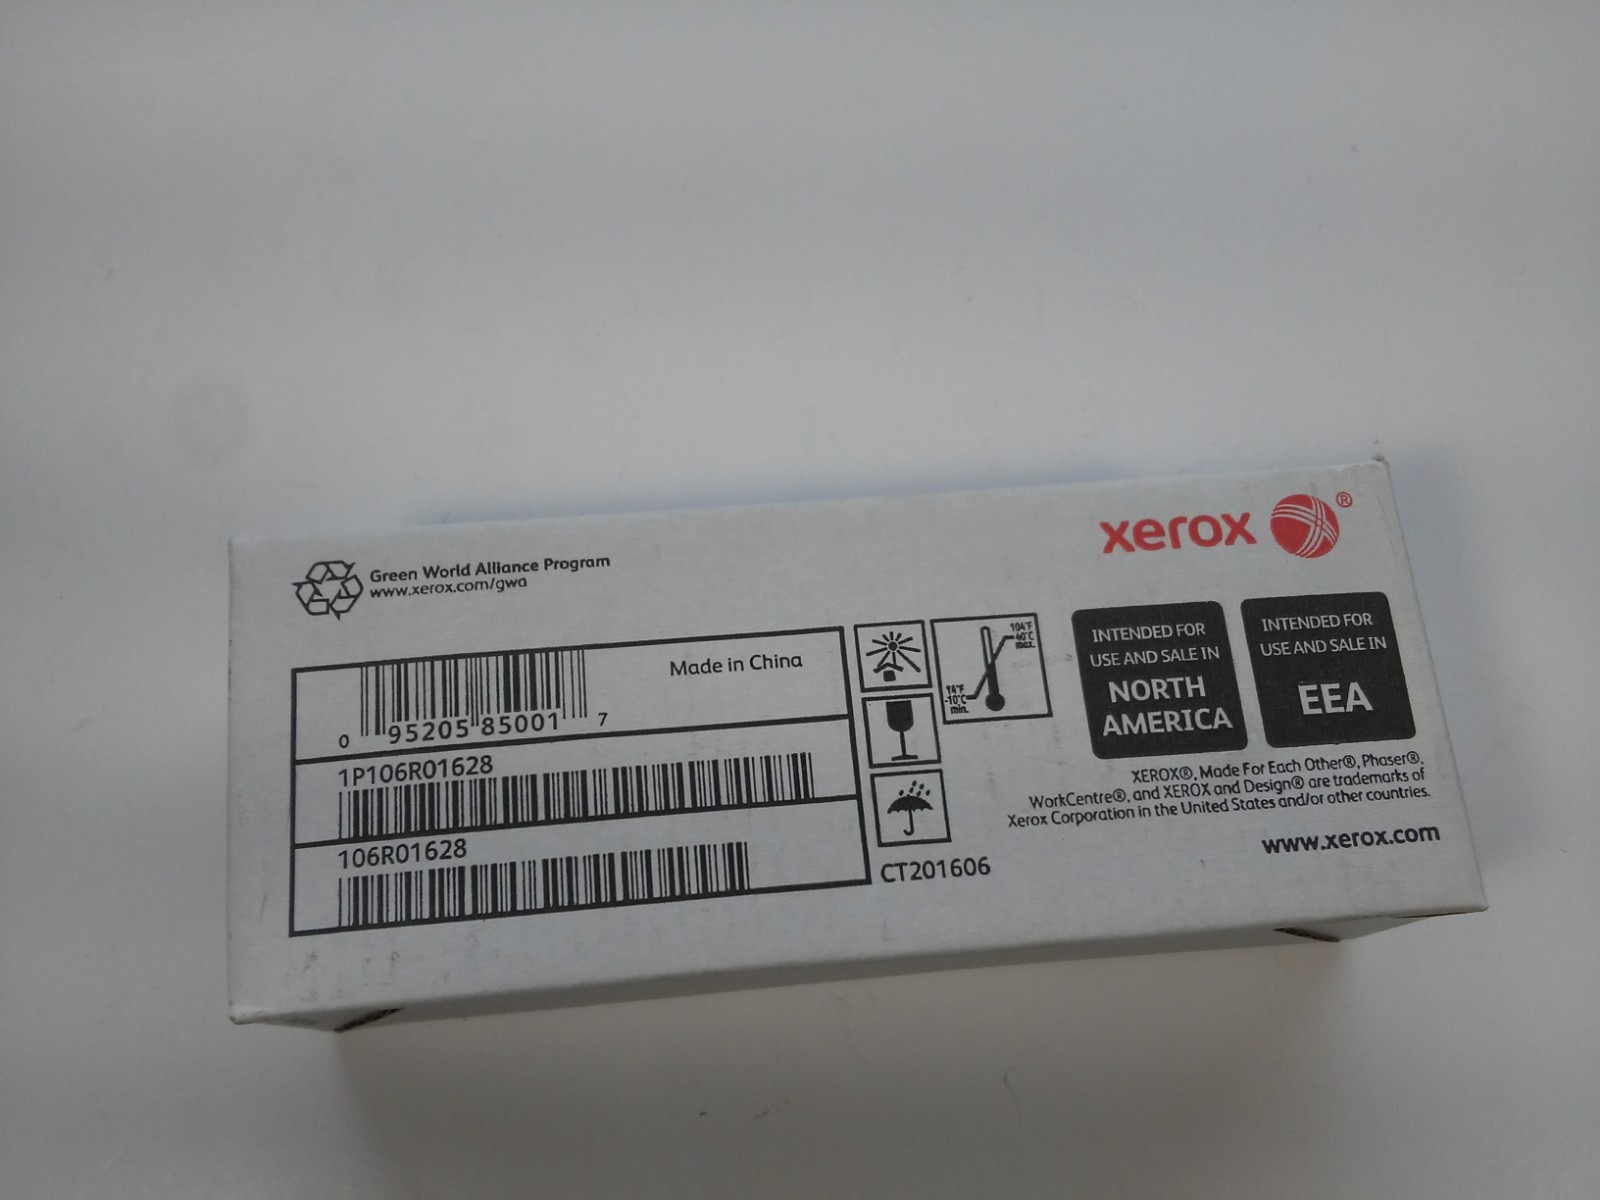 xerox ®
Green World Alliance Program
www.xerox.com/gwa
Made in China
0 95205 85001 7
1P106R01628
106R01628
104°F
40°C
max.
14°F
-10°C
min.
CT201606
INTENDED FOR
USE AND SALE IN
NORTH
AMERICA
INTENDED FOR
USE AND SALE IN
EEA
XEROX®, Made For Each Other®, Phaser®,
WorkCentre®, and XEROX and Design® are trademarks of
Xerox Corporation in the United States and/or other countries.
www.xerox.com